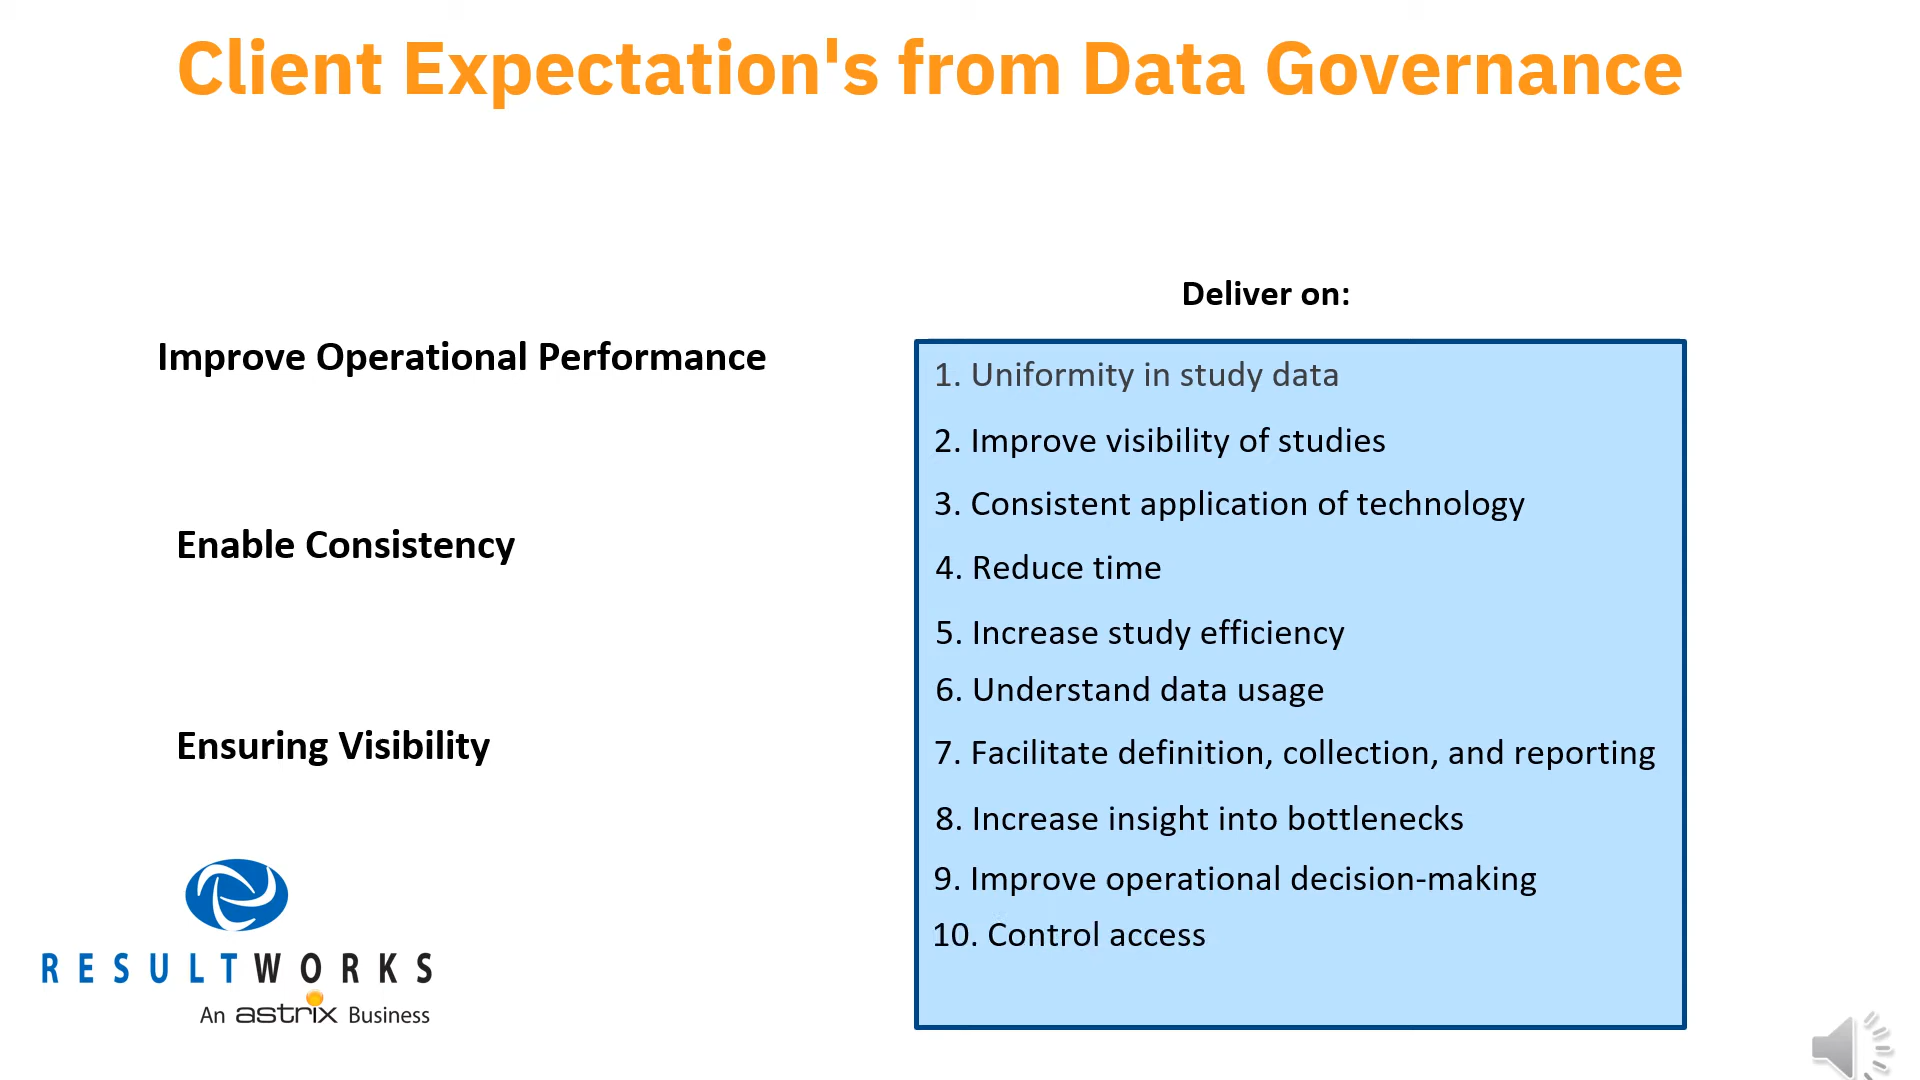 Client Expectation's from Data Governance
Improve Operational Performance
Enable Consistency
Ensuring Visibility
Deliver on:
1. Uniformity in study data
2. Improve visibility of studies
3. Consistent application of technology
4. Reduce time
5. Increase study efficiency
6. Understand data usage
7. Facilitate definition, collection, and reporting
8. Increase insight into bottlenecks
9. Improve operational decision-making
10. Control access
RESULTWORKS
An astrix Business